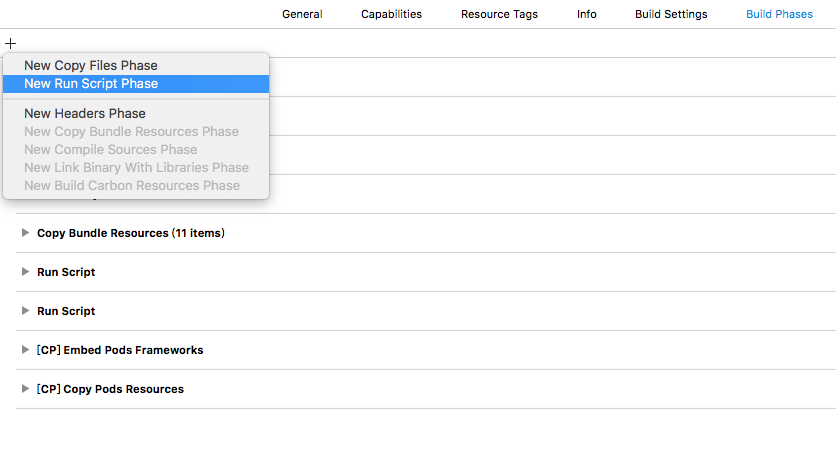 General Capabilities Resource Tags Info Build Settings Build Phases
New Copy Files Phase
New Run Script Phase
New Headers Phase
New Copy Bundle Resources Phase
New Compile Sources Phase
New Link Binary With Libraries Phase
New Build Carbon Resources Phase
Copy Bundle Resources (11 items)
Run Script
Run Script
[CP] Embed Pods Frameworks
[CP] Copy Pods Resources